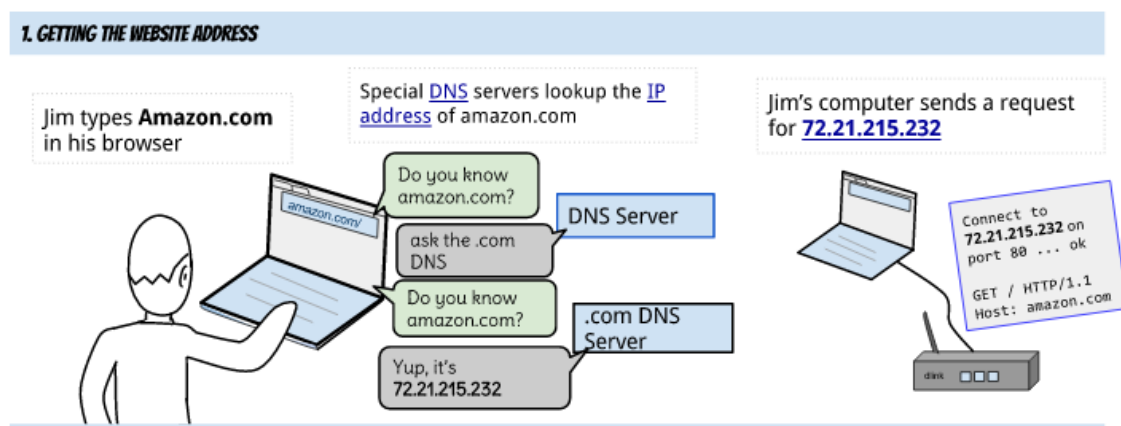 1. GETTING THE WEBSITE ADDRESS
Jim types Amazon.com
in his browser
Special DNS servers lookup the IP
address of amazon.com
Jim's computer sends a request
for 72.21.215.232
amazon.com/
Do you know
amazon.com?
DNS Server
ask the .com
DNS
Do you know
amazon.com?
.com DNS
Server
Yup, it's
72.21.215.232
Connect to
72.21.215.232 on
port 80 ... ok
GET / HTTP/1.1
Host: amazon.com
dlink